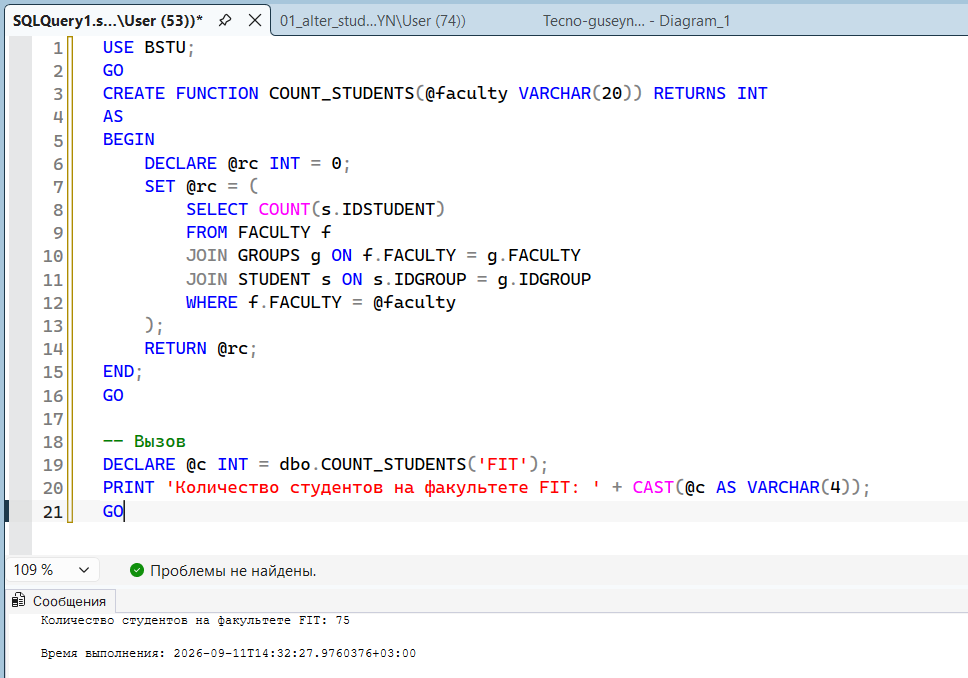 SQLQuery1.s...\User (53))* 01_alter_stud...YN\User (74)) Tecno-guseyn... - Diagram_1
1 USE BSTU;
2 GO
3 CREATE FUNCTION COUNT_STUDENTS(@faculty VARCHAR(20)) RETURNS INT
4 AS
5 BEGIN
6 DECLARE @rc INT = 0;
7 SET @rc = (
8 SELECT COUNT(s.IDSTUDENT)
9 FROM FACULTY f
10 JOIN GROUPS g ON f.FACULTY = g.FACULTY
11 JOIN STUDENT s ON s.IDGROUP = g.IDGROUP
12 WHERE f.FACULTY = @faculty
13 );
14 RETURN @rc;
15 END;
16 GO
17
18 -- Вызов
19 DECLARE @c INT = dbo.COUNT_STUDENTS('FIT');
20 PRINT 'Количество студентов на факультете FIT: ' + CAST(@c AS VARCHAR(4));
21 GO
109 % Проблемы не найдены.
Сообщения
Количество студентов на факультете FIT: 75
Время выполнения: 2026-09-11T14:32:27.9760376+03:00